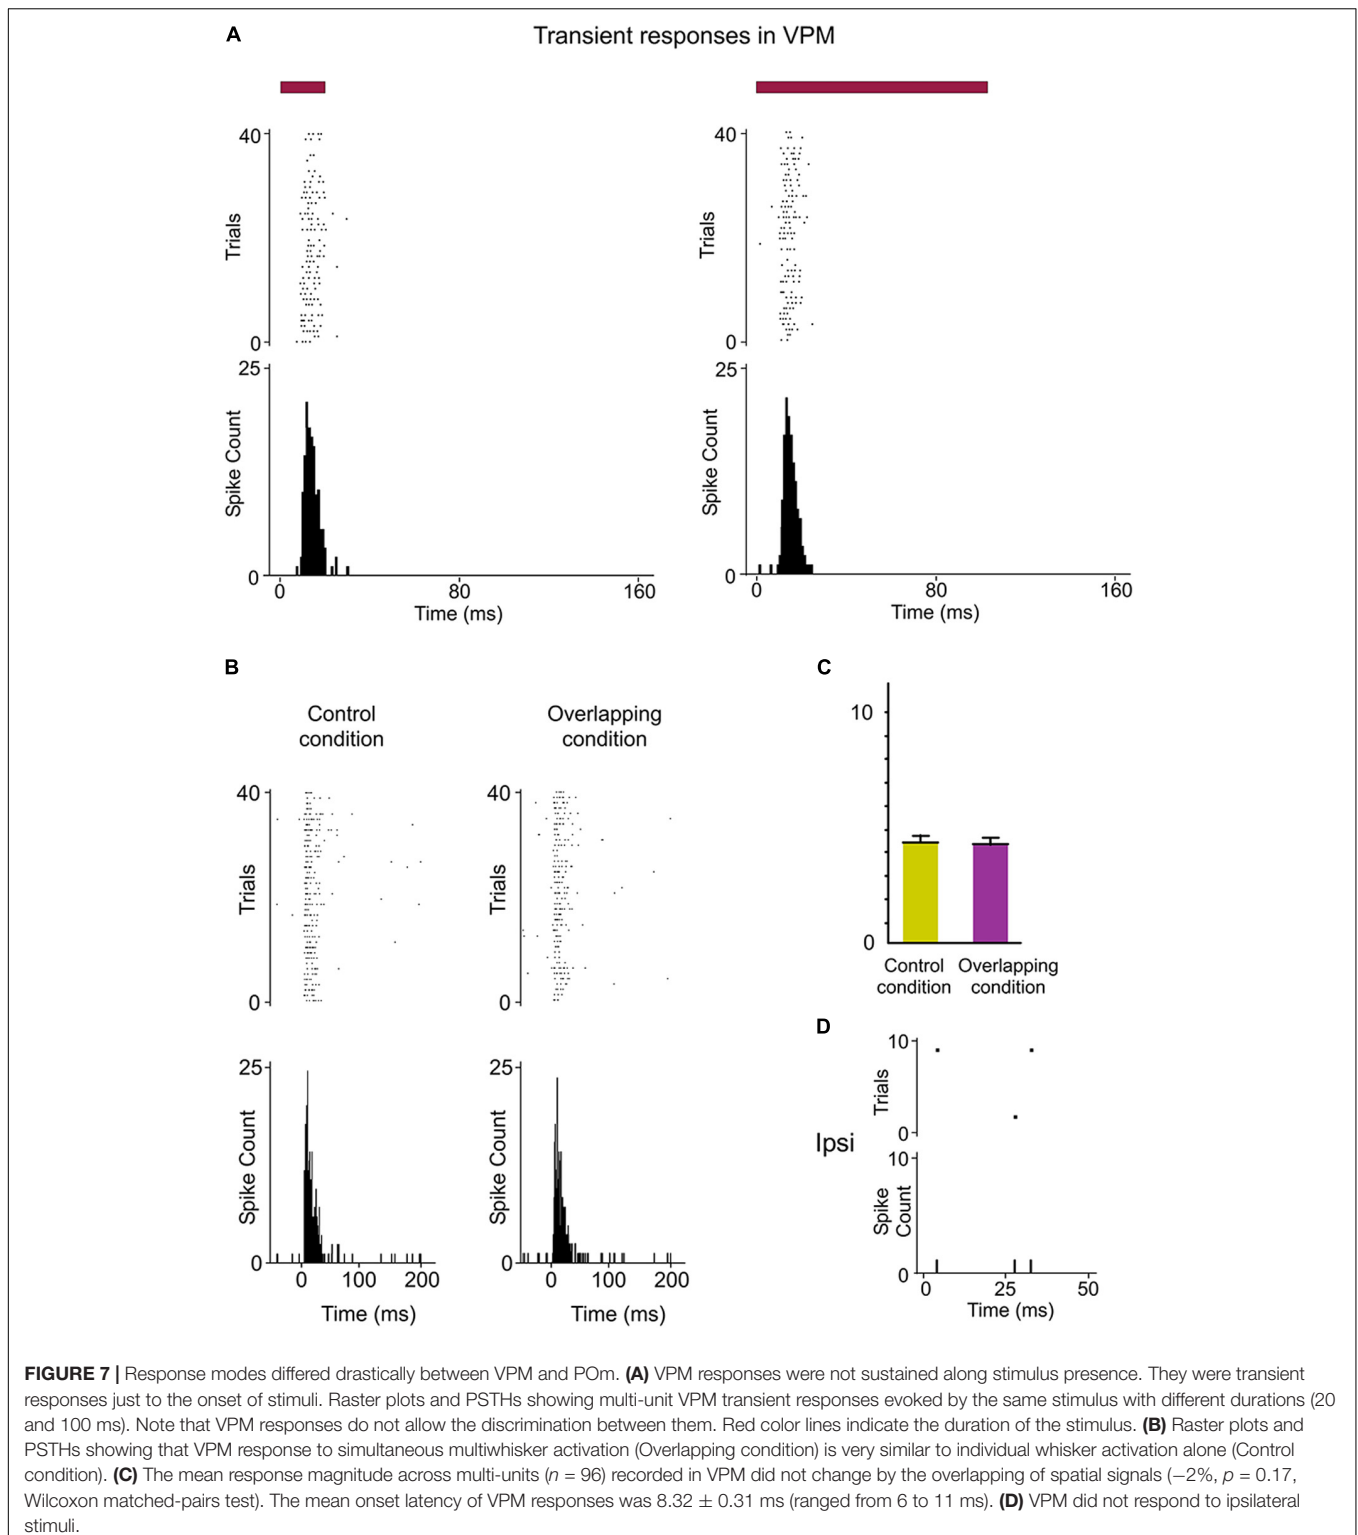 A
Transient responses in VPM
40
Trials
0
25
Spike Count
0
0 80 160
Time (ms)
40
Trials
0
25
Spike Count
0
0 80 160
Time (ms)
B
Control
condition
40
Trials
0
25
Spike Count
0
0 100 200
Time (ms)
Overlapping
condition
40
Trials
0
25
Spike Count
0
0 100 200
Time (ms)
C
10
0
Control
condition
Overlapping
condition
D
Ipsi
10
Trials
0
10
Spike
Count
0
0 25 50
Time (ms)
FIGURE 7 | Response modes differed drastically between VPM and POm. (A) VPM responses were not sustained along stimulus presence. They were transient
responses just to the onset of stimuli. Raster plots and PSTHs showing multi-unit VPM transient responses evoked by the same stimulus with different durations (20
and 100 ms). Note that VPM responses do not allow the discrimination between them. Red color lines indicate the duration of the stimulus. (B) Raster plots and
PSTHs showing that VPM response to simultaneous multiwhisker activation (Overlapping condition) is very similar to individual whisker activation alone (Control
condition). (C) The mean response magnitude across multi-units (n = 96) recorded in VPM did not change by the overlapping of spatial signals (−2%, p = 0.17,
Wilcoxon matched-pairs test). The mean onset latency of VPM responses was 8.32 ± 0.31 ms (ranged from 6 to 11 ms). (D) VPM did not respond to ipsilateral
stimuli.